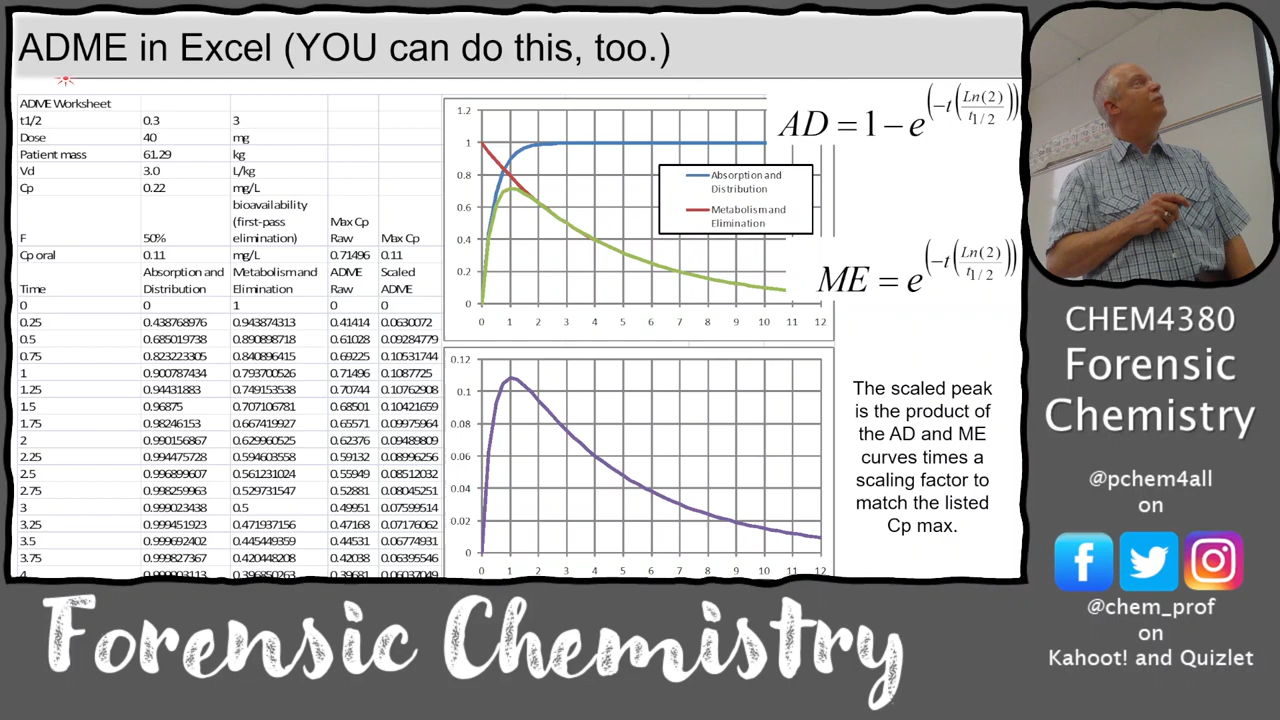 ADME in Excel (YOU can do this, too.)
ADME Worksheet
t1/2 0.3 3
Dose 40 mg
Patient mass 61.29 kg
Vd 3.0 L/kg
Cp 0.22 mg/L
F 50% bioavailability (first-pass elimination) Max Cp Raw Max Cp
Cp oral 0.11 mg/L 0.71496 0.11
Time Absorption and Distribution Metabolism and Elimination ADME Raw Scaled ADME
0 0 1 0 0
0.25 0.438768976 0.943874313 0.41414 0.0630072
0.5 0.685019738 0.890898718 0.61028 0.09284779
0.75 0.823223305 0.840896415 0.69225 0.10531744
1 0.900787434 0.793700526 0.71496 0.1087725
1.25 0.94431883 0.749153538 0.70744 0.10762908
1.5 0.96875 0.707106781 0.68501 0.10421659
1.75 0.98246153 0.667419927 0.65571 0.09975964
2 0.990156867 0.629960525 0.62376 0.09489809
2.25 0.994475728 0.594603558 0.59132 0.08996256
2.5 0.996899607 0.561231024 0.55949 0.08512032
2.75 0.998259963 0.529731547 0.52881 0.08045251
3 0.999023438 0.5 0.49951 0.07599514
3.25 0.999451923 0.471937156 0.47168 0.07176062
3.5 0.999692402 0.445449359 0.44531 0.06774931
3.75 0.999827367 0.420448208 0.42038 0.06395546
1.2
1
0.8
0.6
0.4
0.2
0
0 1 2 3 4 5 6 7 8 9 10 11 12
Absorption and
Distribution
Metabolism and
Elimination
AD = 1 − e^(−t(Ln(2)/t1/2))
ME = e^(−t(Ln(2)/t1/2))
0.12
0.1
0.08
0.06
0.04
0.02
0
0 1 2 3 4 5 6 7 8 9 10 11 12
The scaled peak
is the product of
the AD and ME
curves times a
scaling factor to
match the listed
Cp max.
CHEM4380
Forensic
Chemistry
@pchem4all
on
@chem_prof
on
Kahoot! and Quizlet
Forensic Chemistry